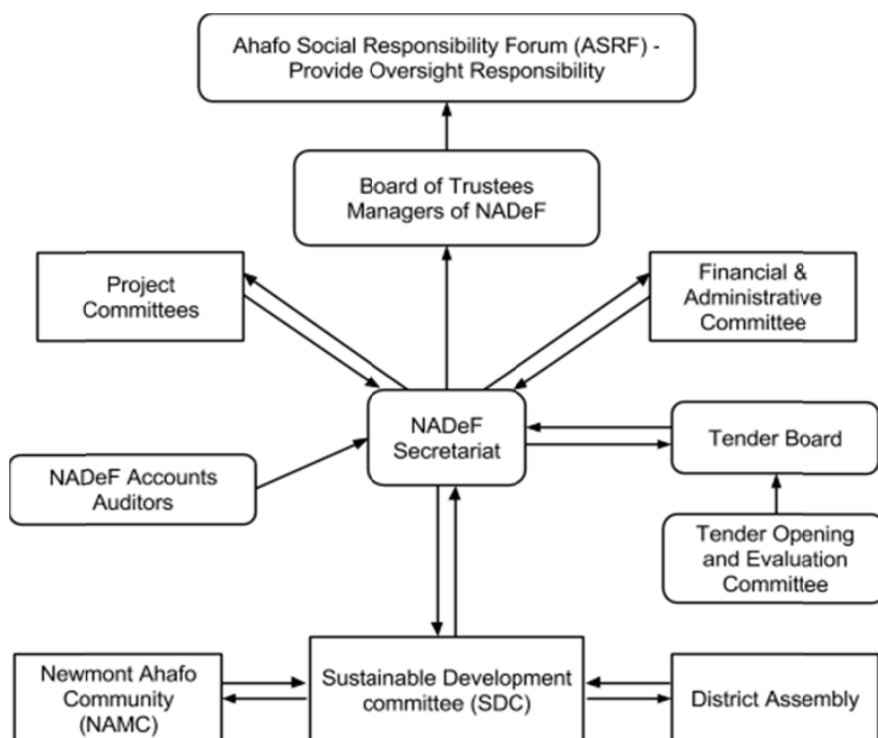 Ahafo Social Responsibility Forum (ASRF) -
Provide Oversight Responsibility
Board of Trustees
Managers of NADeF
Project
Committees
Financial &
Administrative
Committee
NADeF
Secretariat
Tender Board
NADeF Accounts
Auditors
Tender Opening
and Evaluation
Committee
Newmont Ahafo
Community
(NAMC)
Sustainable Development
committee (SDC)
District Assembly